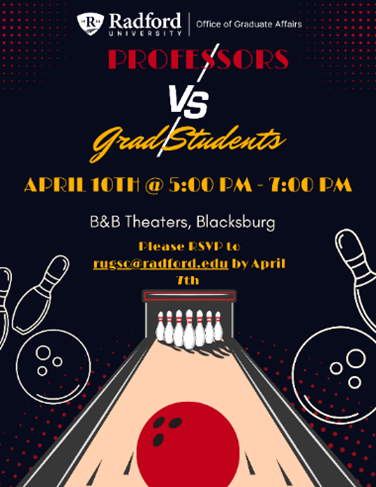 Radford
UNIVERSITY
Office of Graduate Affairs
PROFESSORS
VS
Grad Students
APRIL 10TH @ 5:00 PM - 7:00 PM
B&B Theaters, Blacksburg
Please RSVP to
rugsc@radford.edu by April
7th